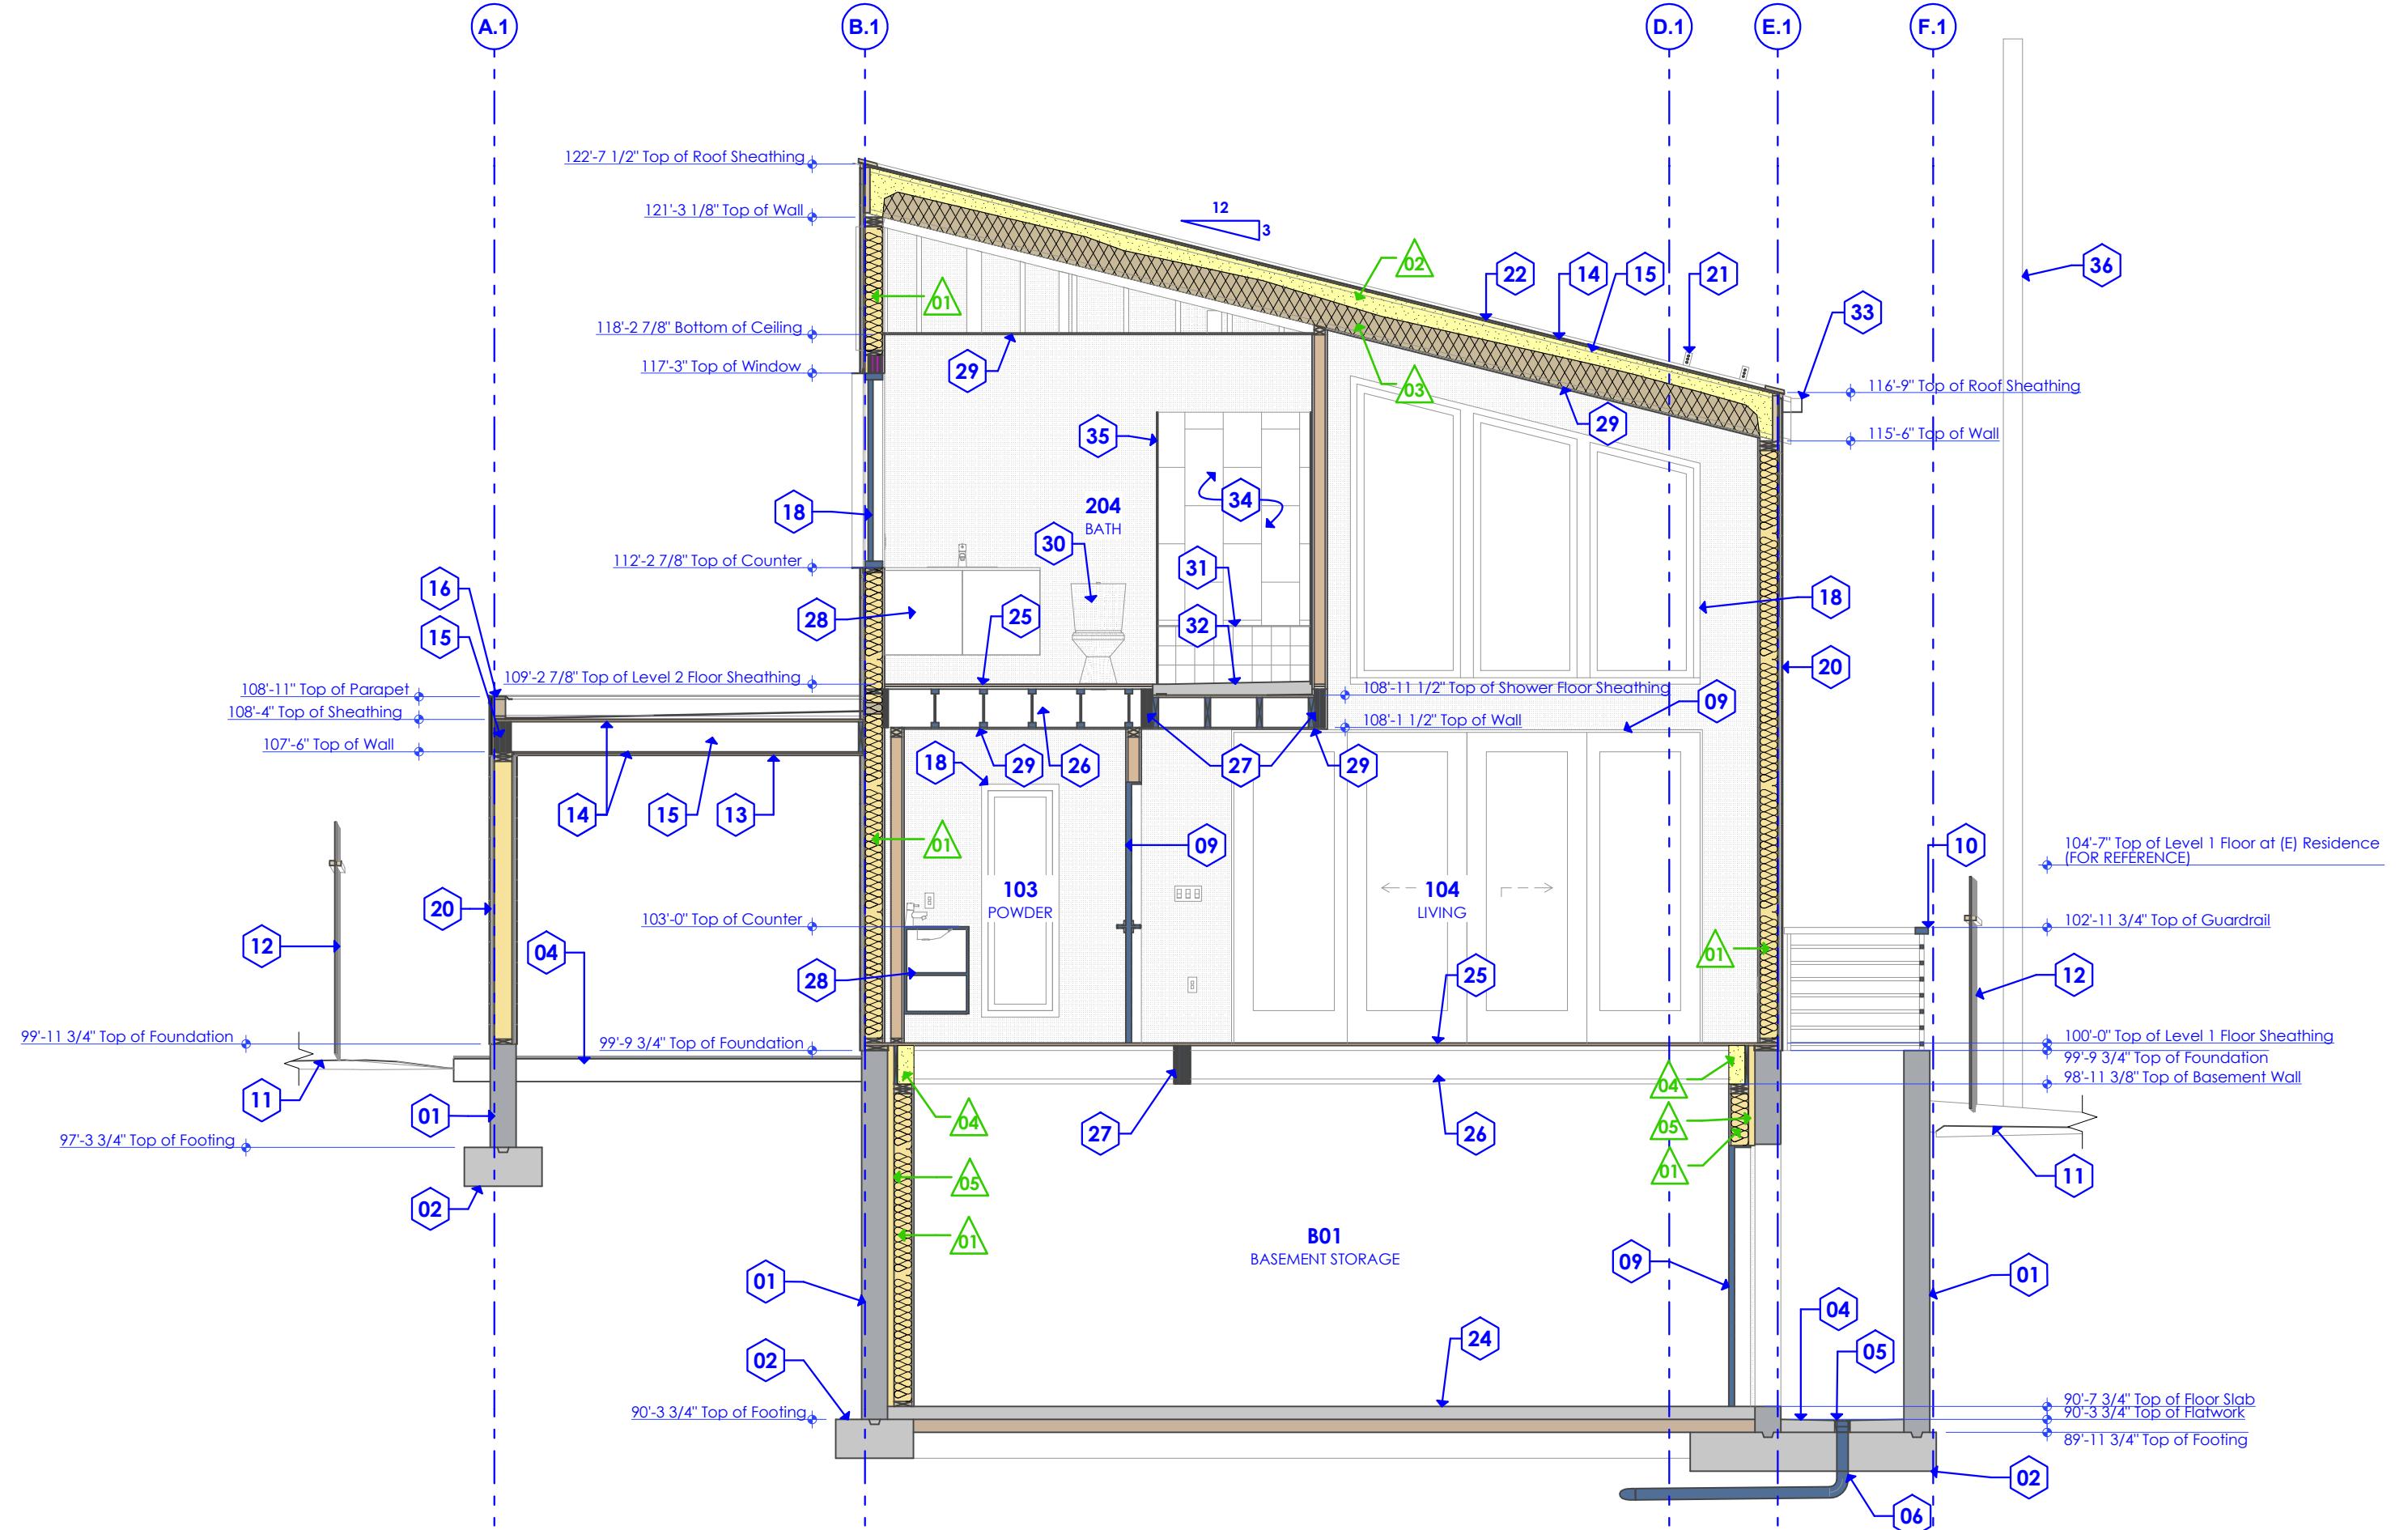 A.1
B.1
D.1
E.1
F.1
122'-7 1/2" Top of Roof Sheathing
121'-3 1/8" Top of Wall
12
3
02
22
14
15
21
36
01
33
118'-2 7/8" Bottom of Ceiling
117'-3" Top of Window
29
03
116'-9" Top of Roof Sheathing
29
35
115'-6" Top of Wall
18
204
BATH
34
30
112'-2 7/8" Top of Counter
31
16
28
25
32
18
15
20
109'-2 7/8" Top of Level 2 Floor Sheathing
108'-11" Top of Parapet
108'-11 1/2" Top of Shower Floor Sheathing
09
108'-4" Top of Sheathing
108'-1 1/2" Top of Wall
107'-6" Top of Wall
18
29
26
27
29
14
15
13
01
09
10
104'-7" Top of Level 1 Floor at (E) Residence
(FOR REFERENCE)
103
POWDER
104
LIVING
20
103'-0" Top of Counter
102'-11 3/4" Top of Guardrail
12
04
01
28
25
12
99'-11 3/4" Top of Foundation
99'-9 3/4" Top of Foundation
100'-0" Top of Level 1 Floor Sheathing
99'-9 3/4" Top of Foundation
98'-11 3/8" Top of Basement Wall
11
01
04
27
26
04
05
01
97'-3 3/4" Top of Footing
11
02
05
01
B01
BASEMENT STORAGE
01
09
01
04
02
24
05
90'-3 3/4" Top of Footing
90'-7 3/4" Top of Floor Slab
90'-3 3/4" Top of Flatwork
89'-11 3/4" Top of Footing
02
06